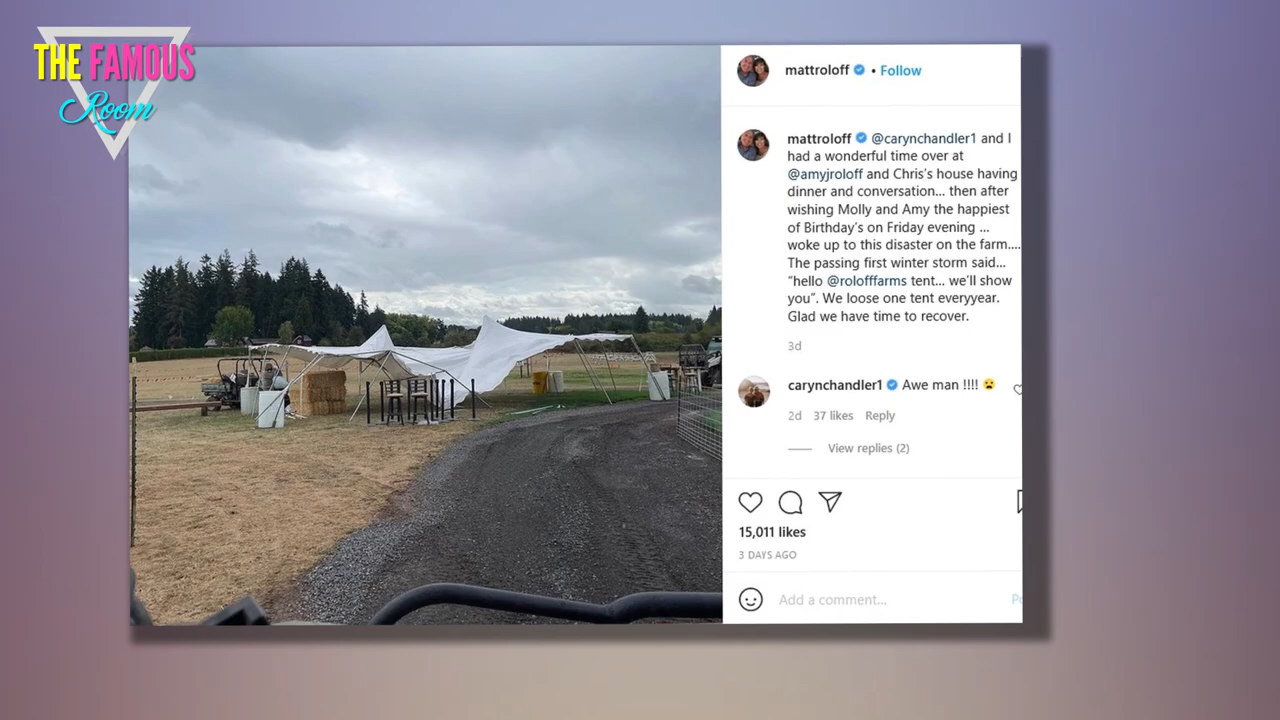 THE FAMOUS
Room
mattroloff • Follow
mattroloff @carynchandler1 and I
had a wonderful time over at
@amyjroloff and Chris's house having
dinner and conversation... then after
wishing Molly and Amy the happiest
of Birthday's on Friday evening ...
woke up to this disaster on the farm....
The passing first winter storm said...
"hello @rolofffarms tent... we'll show
you". We loose one tent everyyear.
Glad we have time to recover.
3d
carynchandler1 Awe man !!!! 😫
2d 37 likes Reply
View replies (2)
15,011 likes
3 DAYS AGO
Add a comment...